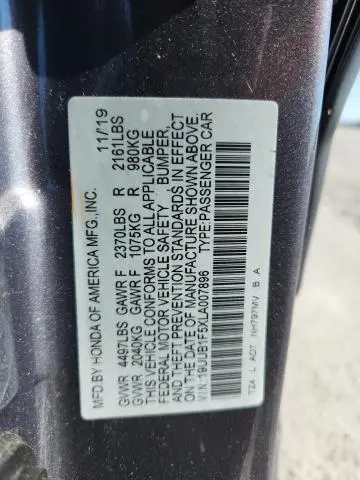 MFD.BY HONDA OF AMERICA MFG.,INC. 11/19
GVWR 4497LBS GAWR F 2370LBS R 2161LBS
GVWR 2040KG GAWR F 1075KG R 980KG
THIS VEHICLE CONFORMS TO ALL APPLICABLE
FEDERAL MOTOR VEHICLE SAFETY , BUMPER,
AND THEFT PREVENTION STANDARDS IN EFFECT
ON THE DATE OF MANUFACTURE SHOWN ABOVE.
VIN:19UUB1F5XLA007896 TYPE:PASSENGER CAR
TZ4 L ADT NH797MV B A